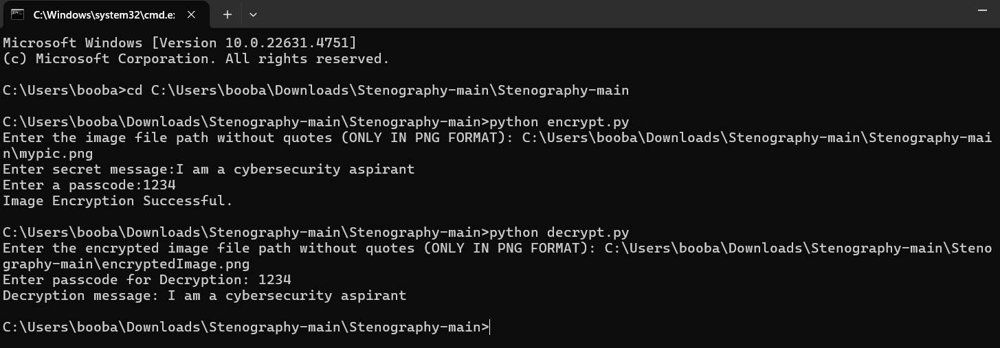 C:\Windows\system32\cmd.e
Microsoft Windows [Version 10.0.22631.4751]
(c) Microsoft Corporation. All rights reserved.
C:\Users\booba>cd C:\Users\booba\Downloads\Stenography-main\Stenography-main
C:\Users\booba\Downloads\Stenography-main\Stenography-main>python encrypt.py
Enter the image file path without quotes (ONLY IN PNG FORMAT): C:\Users\booba\Downloads\Stenography-main\Stenography-mai
n\mypic.png
Enter secret message:I am a cybersecurity aspirant
Enter a passcode:1234
Image Encryption Successful.
C:\Users\booba\Downloads\Stenography-main\Stenography-main>python decrypt.py
Enter the encrypted image file path without quotes (ONLY IN PNG FORMAT): C:\Users\booba\Downloads\Stenography-main\Steno
graphy-main\encryptedImage.png
Enter passcode for Decryption: 1234
Decryption message: I am a cybersecurity aspirant
C:\Users\booba\Downloads\Stenography-main\Stenography-main>